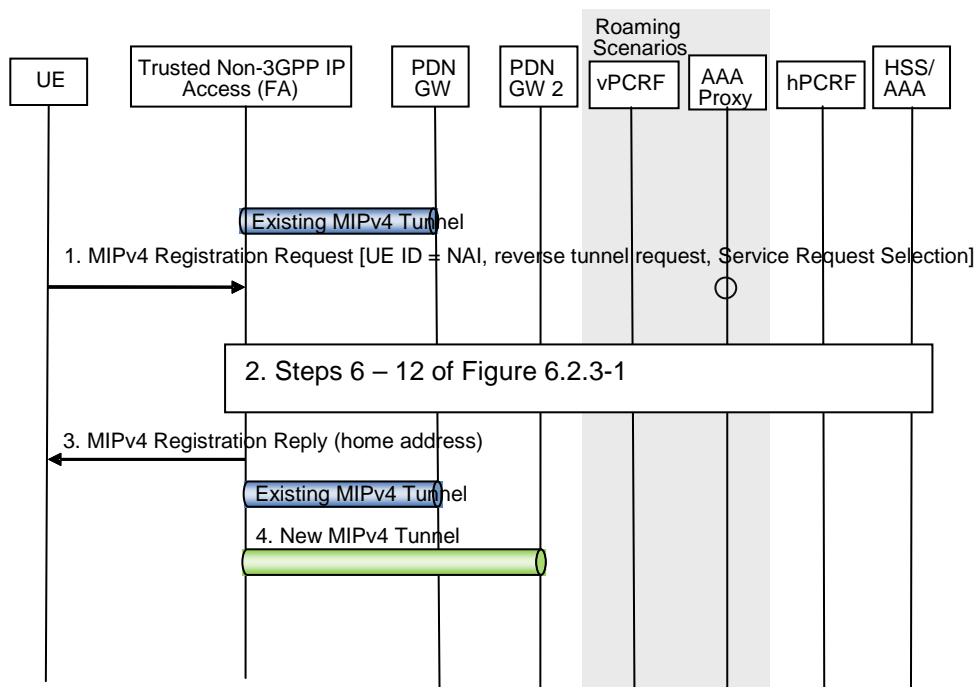 Roaming
Scenarios
UE
Trusted Non-3GPP IP
Access (FA)
PDN
GW
PDN
GW 2
vPCRF
AAA
Proxy
hPCRF
HSS/
AAA
Existing MIPv4 Tunnel
1. MIPv4 Registration Request [UE ID = NAI, reverse tunnel request, Service Request Selection]
2. Steps 6 – 12 of Figure 6.2.3-1
3. MIPv4 Registration Reply (home address)
Existing MIPv4 Tunnel
4. New MIPv4 Tunnel